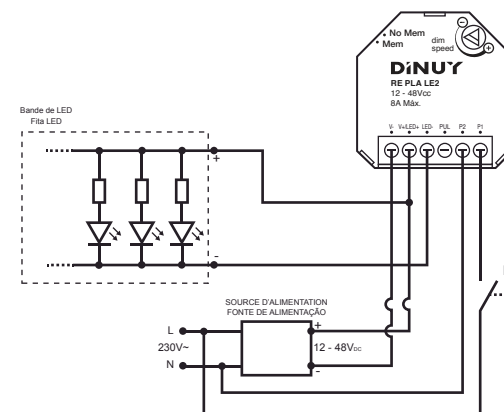 No Mem
Mem
dim
speed
DiNUY
RE PLA LE2
12 - 48Vcc
8A Máx.
V- V+/LED+ LED- PUL P2 P1
Bande de LED
Fita LED
+
-
SOURCE D'ALIMENTATION
FONTE DE ALIMENTAÇÃO
L
230V~
N
+
12 - 48VDC
-